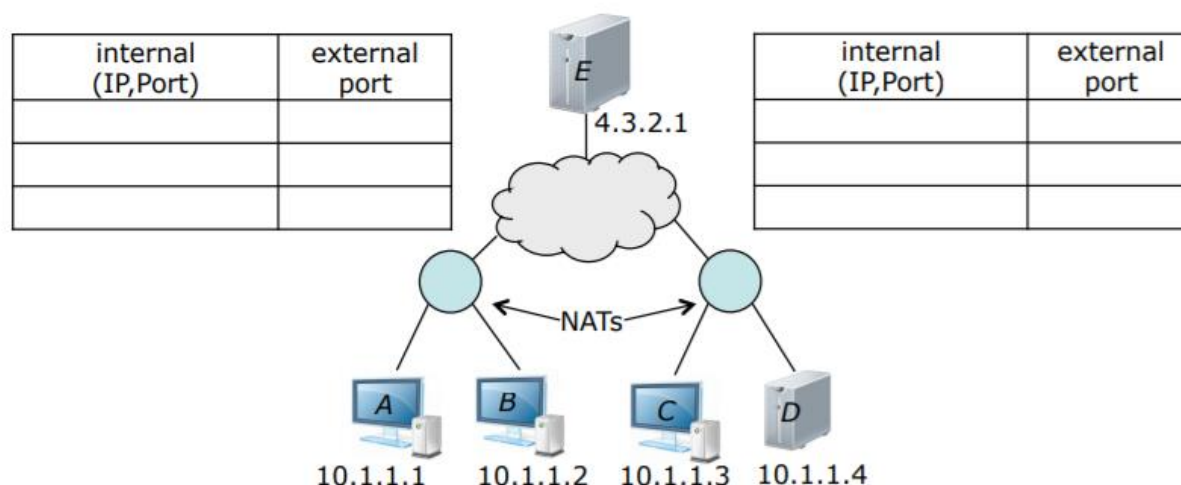 internal
(IP,Port)
external
port
internal
(IP,Port)
external
port
E
4.3.2.1
NATs
A
B
C
D
10.1.1.1
10.1.1.2
10.1.1.3
10.1.1.4